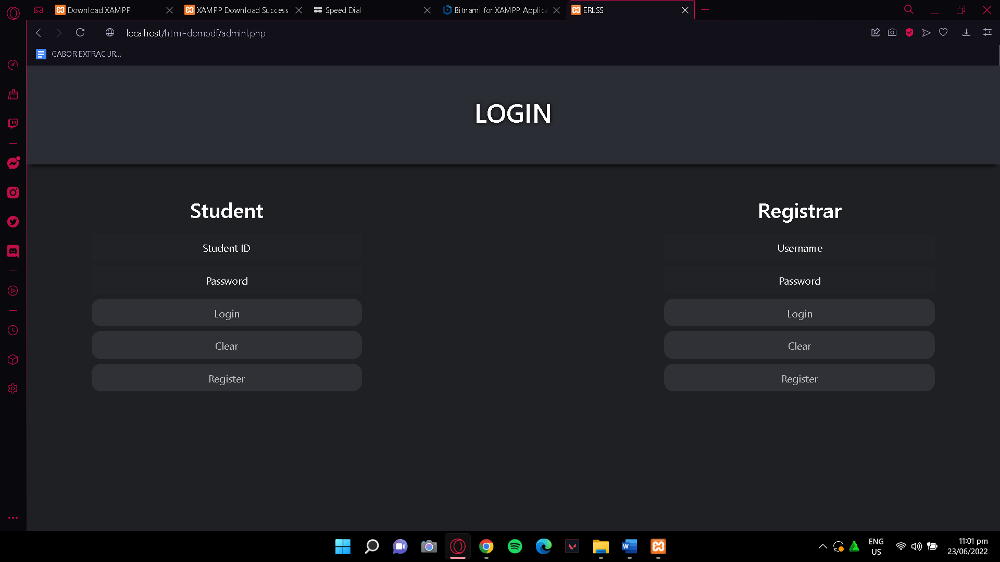 Download XAMPP
XAMPP Download Success
Speed Dial
Bitnami for XAMPP Applica
ERLSS
localhost/html-dompdf/adminl.php
GABOR EXTRACUR...
LOGIN
Student
Student ID
Password
Login
Clear
Register
Registrar
Username
Password
Login
Clear
Register
ENG
US
11:01 pm
23/06/2022